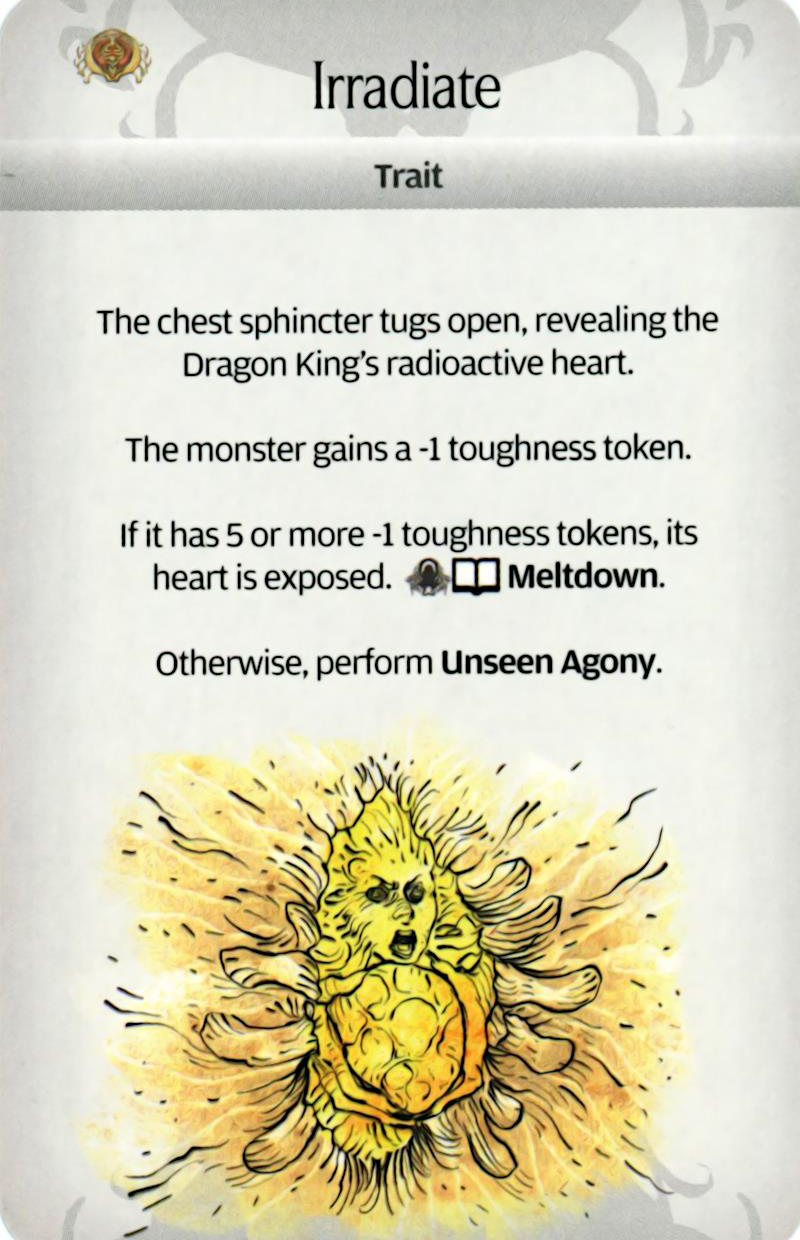 Irradiate
Trait
The chest sphincter tugs open, revealing the
Dragon King's radioactive heart.
The monster gains a -1 toughness token.
If it has 5 or more -1 toughness tokens, its
heart is exposed. Meltdown.
Otherwise, perform Unseen Agony.